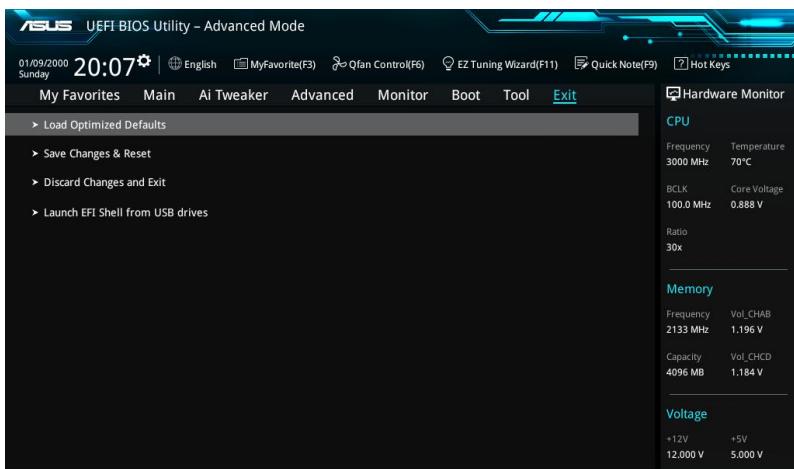 ASUS UEFI BIOS Utility – Advanced Mode
01/09/2000 Sunday 20:07 English MyFavorite(F3) Qfan Control(F6) EZ Tuning Wizard(F11) Quick Note(F9) ? Hot Keys
My Favorites Main Ai Tweaker Advanced Monitor Boot Tool Exit
Load Optimized Defaults
Save Changes & Reset
Discard Changes and Exit
Launch EFI Shell from USB drives
Hardware Monitor
CPU
Frequency Temperature
3000 MHz 70°C
BCLK Core Voltage
100.0 MHz 0.888 V
Ratio
30x
Memory
Frequency Vol_CHAB
2133 MHz 1.196 V
Capacity Vol_CHCD
4096 MB 1.184 V
Voltage
+12V +5V
12.000 V 5.000 V